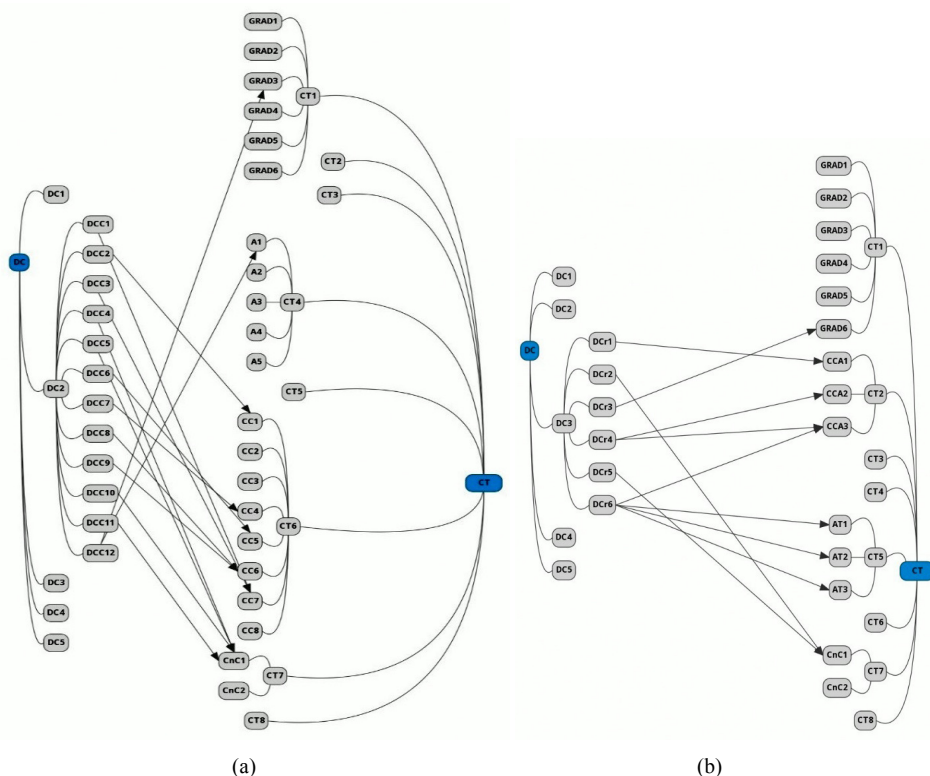 GRAD1
GRAD2
GRAD3
GRAD4
GRAD5
GRAD6
CT1
CT2
CT3
DC1
DC
DCC1
DCC2
DCC3
DCC4
DCC5
DC2
DCC6
DCC7
DCC8
DCC9
DCC10
DCC11
DCC12
DC3
DC4
DC5
A1
A2
A3
A4
A5
CT4
CT5
CC1
CC2
CC3
CC4
CC5
CC6
CC7
CC8
CT6
CnC1
CnC2
CT7
CT8
CT
(a)
GRAD1
GRAD2
GRAD3
GRAD4
GRAD5
GRAD6
CT1
DC1
DC2
DC
DCr1
DCr2
DCr3
DC3
DCr4
DCr5
DCr6
DC4
DC5
CCA1
CCA2
CCA3
CT2
CT3
CT4
AT1
AT2
AT3
CT5
CT
CT6
CnC1
CnC2
CT7
CT8
(b)